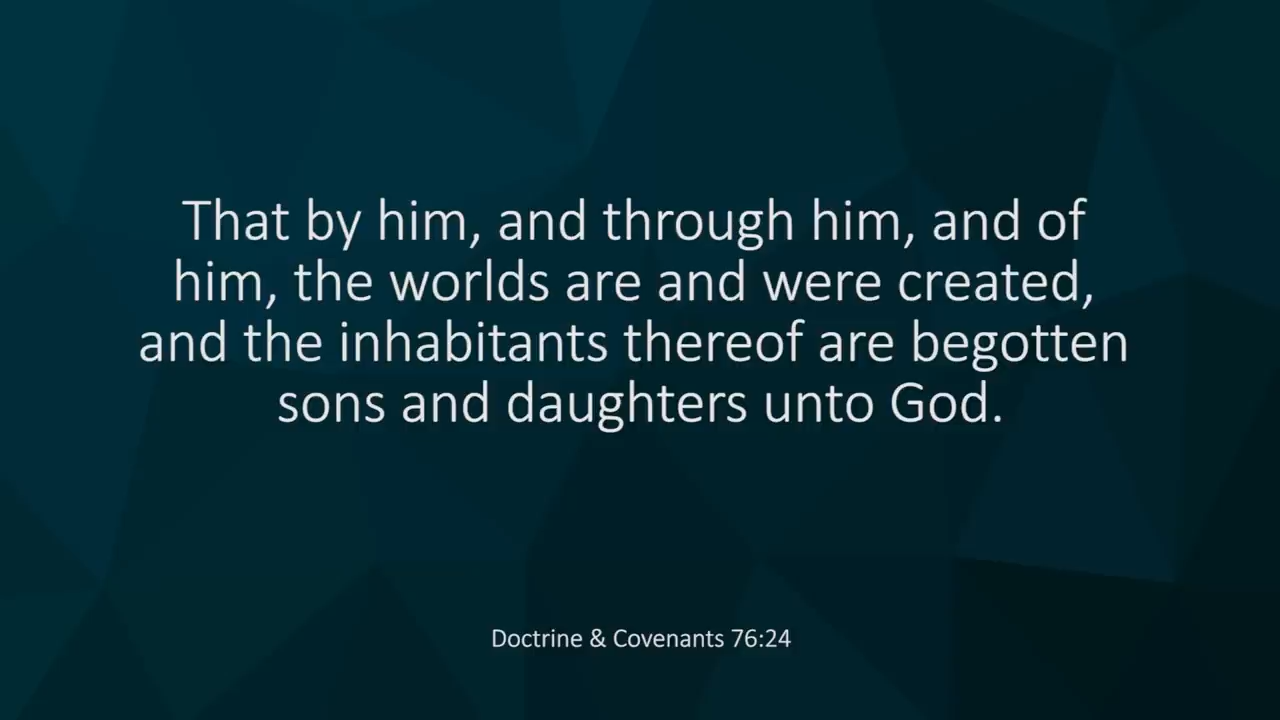 That by him, and through him, and of
him, the worlds are and were created,
and the inhabitants thereof are begotten
sons and daughters unto God.
Doctrine & Covenants 76:24